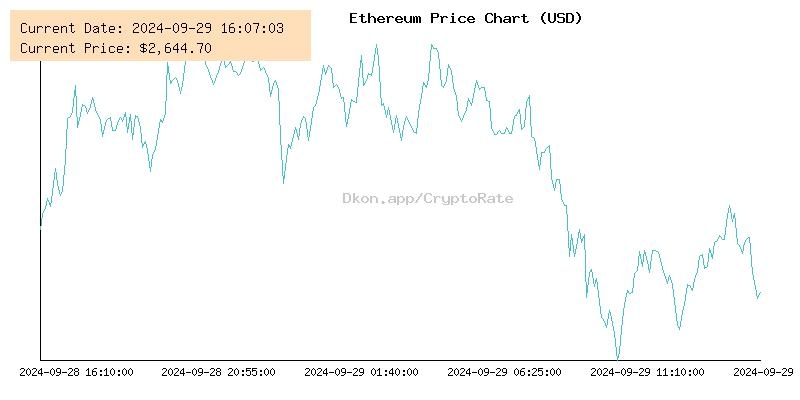 Ethereum Price Chart (USD)
Current Date: 2024-09-29 16:07:03
Current Price: $2,644.70
Dkon.app/CryptoRate
2024-09-28 16:10:00 2024-09-28 20:55:00 2024-09-29 01:40:00 2024-09-29 06:25:00 2024-09-29 11:10:00 2024-09-29